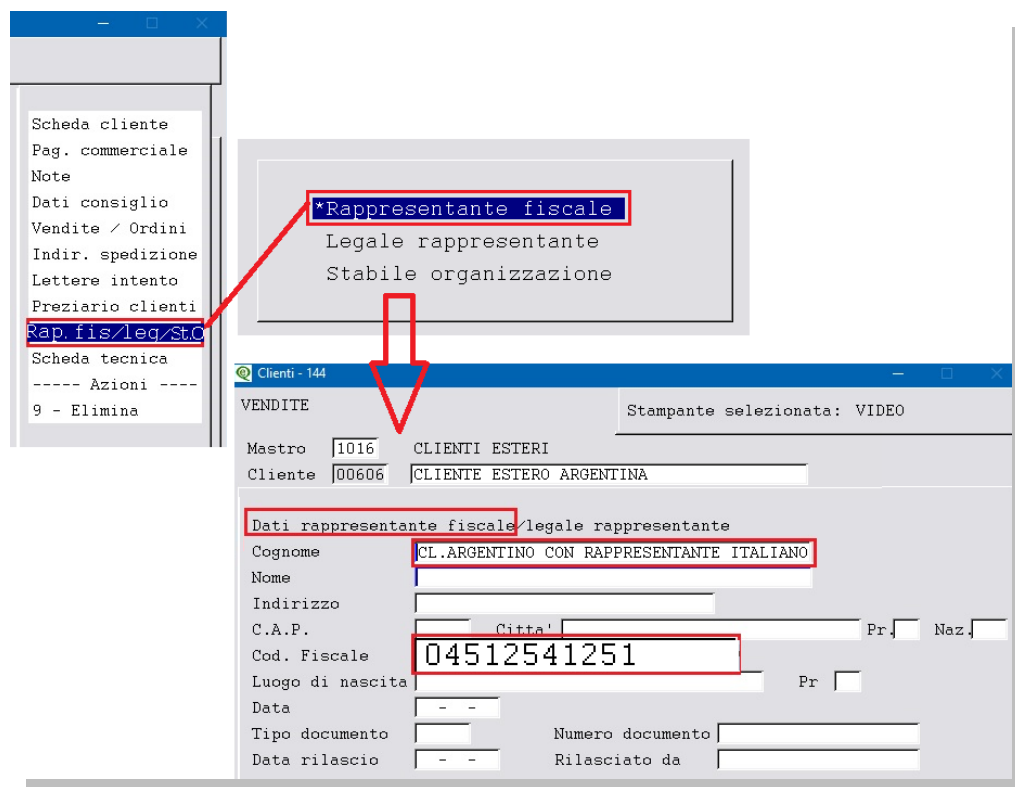 Scheda cliente
Pag. commerciale
Note
Dati consiglio
Vendite / Ordini
Indir. spedizione
Lettere intento
Preziario clienti
Rap.fis/leg/St.O
Scheda tecnica
----- Azioni ----
9 - Elimina
*Rappresentante fiscale
Legale rappresentante
Stabile organizzazione
Clienti - 144
VENDITE
Stampante selezionata: VIDEO
Mastro 1016 CLIENTI ESTERI
Cliente 00606 CLIENTE ESTERO ARGENTINA
Dati rappresentante fiscale/legale rappresentante
Cognome CL.ARGENTINO CON RAPPRESENTANTE ITALIANO
Nome
Indirizzo
C.A.P. Citta' Pr. Naz.
Cod. Fiscale 04512541251
Luogo di nascita Pr
Data - -
Tipo documento Numero documento
Data rilascio - - Rilasciato da